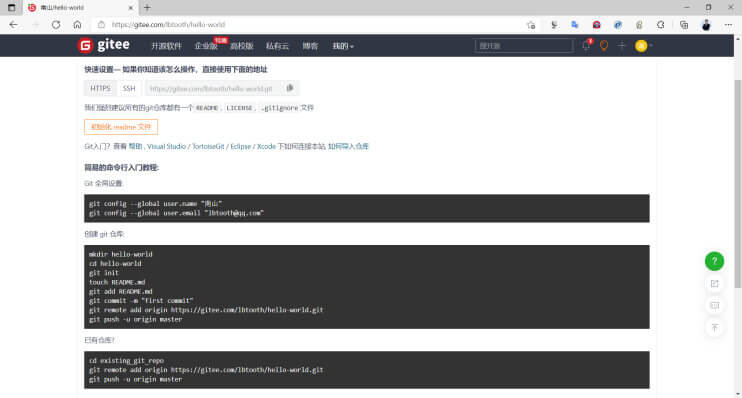 南山/hello-world
https://gitee.com/lbtooth/hello-world
gitee 开源软件 企业版 特惠 高校版 私有云 博客 我的 搜开源
快速设置— 如果你知道该怎么操作，直接使用下面的地址
HTTPS SSH https://gitee.com/lbtooth/hello-world.git
我们强烈建议所有的git仓库都有一个 README , LICENSE , .gitignore 文件
初始化 readme 文件
Git入门？查看 帮助 , Visual Studio / TortoiseGit / Eclipse / Xcode 下如何连接本站, 如何导入仓库
简易的命令行入门教程:
Git 全局设置:
git config --global user.name "南山"
git config --global user.email "lbtooth@qq.com"
创建 git 仓库:
mkdir hello-world
cd hello-world
git init
touch README.md
git add README.md
git commit -m "first commit"
git remote add origin https://gitee.com/lbtooth/hello-world.git
git push -u origin master
已有仓库?
cd existing_git_repo
git remote add origin https://gitee.com/lbtooth/hello-world.git
git push -u origin master